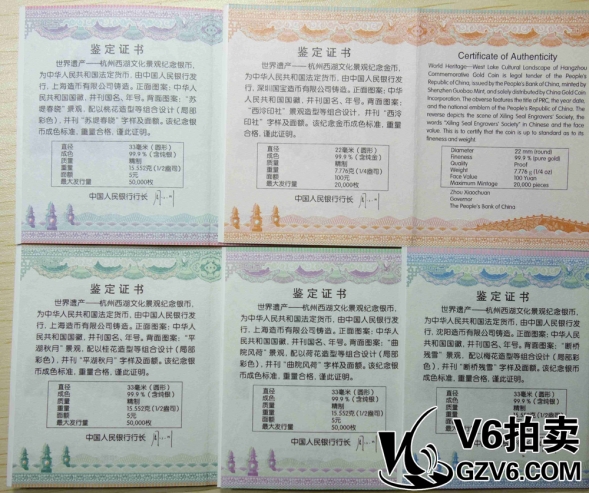 鉴定证书
世界遗产——杭州西湖文化景观纪念银币,
为中华人民共和国法定货币,由中国人民银行发
行,上海造币有限公司铸造。正面图案:中华人
民共和国国徽,并刊国名、年号。背面图案:“苏
堤春晓”景观,配以桃花造型等组合设计(局部
彩色),并刊“苏堤春晓”字样及面额。该纪念银
币成色标准,重量合格,谨此证明。
直径 33毫米(圆形)
成色 99.9%(含纯银)
质量 精制
重量 15.552克(1/2盎司)
面额 5元
最大发行量 50,000枚
中国人民银行行长
鉴定证书
世界遗产——杭州西湖文化景观纪念金币,
为中华人民共和国法定货币,由中国人民银行发
行,深圳国宝造币有限公司铸造。正面图案:中
华人民共和国国徽,并刊国名、年号。背面图案:
“西泠印社”景观造型等组合设计,并刊“西泠
印社”字样及面额。该纪念金币成色标准,重量
合格,谨此证明。
直径 22毫米(圆形)
成色 99.9%(含纯金)
质量 精制
重量 7.776克(1/4盎司)
面额 100元
最大发行量 20,000枚
中国人民银行行长
Certificate of Authenticity
World Heritage—West Lake Cultural Landscape of Hangzhou
Commemorative Gold Coin is legal tender of the People's
Republic of China, issued by the People's Bank of China, minted by
Shenzhen Guobao Mint, and solely distributed by China Gold Coin
Incorporation. The obverse features the title of PRC, the year date,
and the national emblem of the People's Republic of China. The
reverse depicts the scene of Xiling Seal Engravers' Society, the
words "Xiling Seal Engravers' Society" in Chinese and the face
value. This is to certify that the coin is up to standard as to its
fineness and weight.
Diameter 22 mm (round)
Fineness 99.9% (pure gold)
Quality Proof
Weight 7.776 g (1/4 oz)
Face Value 100 Yuan
Maximum Mintage 20,000 pieces
Zhou Xiaochuan
Governor
The People's Bank of China
鉴定证书
世界遗产——杭州西湖文化景观纪念银币,
为中华人民共和国法定货币,由中国人民银行发
行,上海造币有限公司铸造。正面图案:中华人
民共和国国徽,并刊国名、年号。背面图案:“平
湖秋月”景观,配以桂花造型等组合设计(局部
彩色),并刊“平湖秋月”字样及面额。该纪念银
币成色标准,重量合格,谨此证明。
直径 33毫米(圆形)
成色 99.9%(含纯银)
质量 精制
重量 15.552克(1/2盎司)
面额 5元
最大发行量 50,000枚
中国人民银行行长
鉴定证书
世界遗产——杭州西湖文化景观纪念银币,
为中华人民共和国法定货币,由中国人民银行发
行,上海造币有限公司铸造。正面图案:中华人
民共和国国徽,并刊国名、年号。背面图案:“曲
院风荷”景观,配以荷花造型等组合设计(局部
彩色),并刊“曲院风荷”字样及面额。该纪念银
币成色标准,重量合格,谨此证明。
直径 33毫米(圆形)
成色 99.9%(含纯银)
质量 精制
重量 15.552克(1/2盎司)
面额 5元
最大发行量 50,000枚
中国人民银行行长
鉴定证书
世界遗产——杭州西湖文化景观纪念银币,
为中华人民共和国法定货币,由中国人民银行发
行,沈阳造币有限公司铸造。正面图案:中华人
民共和国国徽,并刊国名、年号。背面图案:“断桥
残雪”景观,配以梅花造型等组合设计(局部
彩色),并刊“断桥残雪”字样及面额。该纪念银
币成色标准,重量合格,谨此证明。
直径 33毫米(圆形)
99.9%(含纯银)
精制
V6拍卖
GZV6.COM